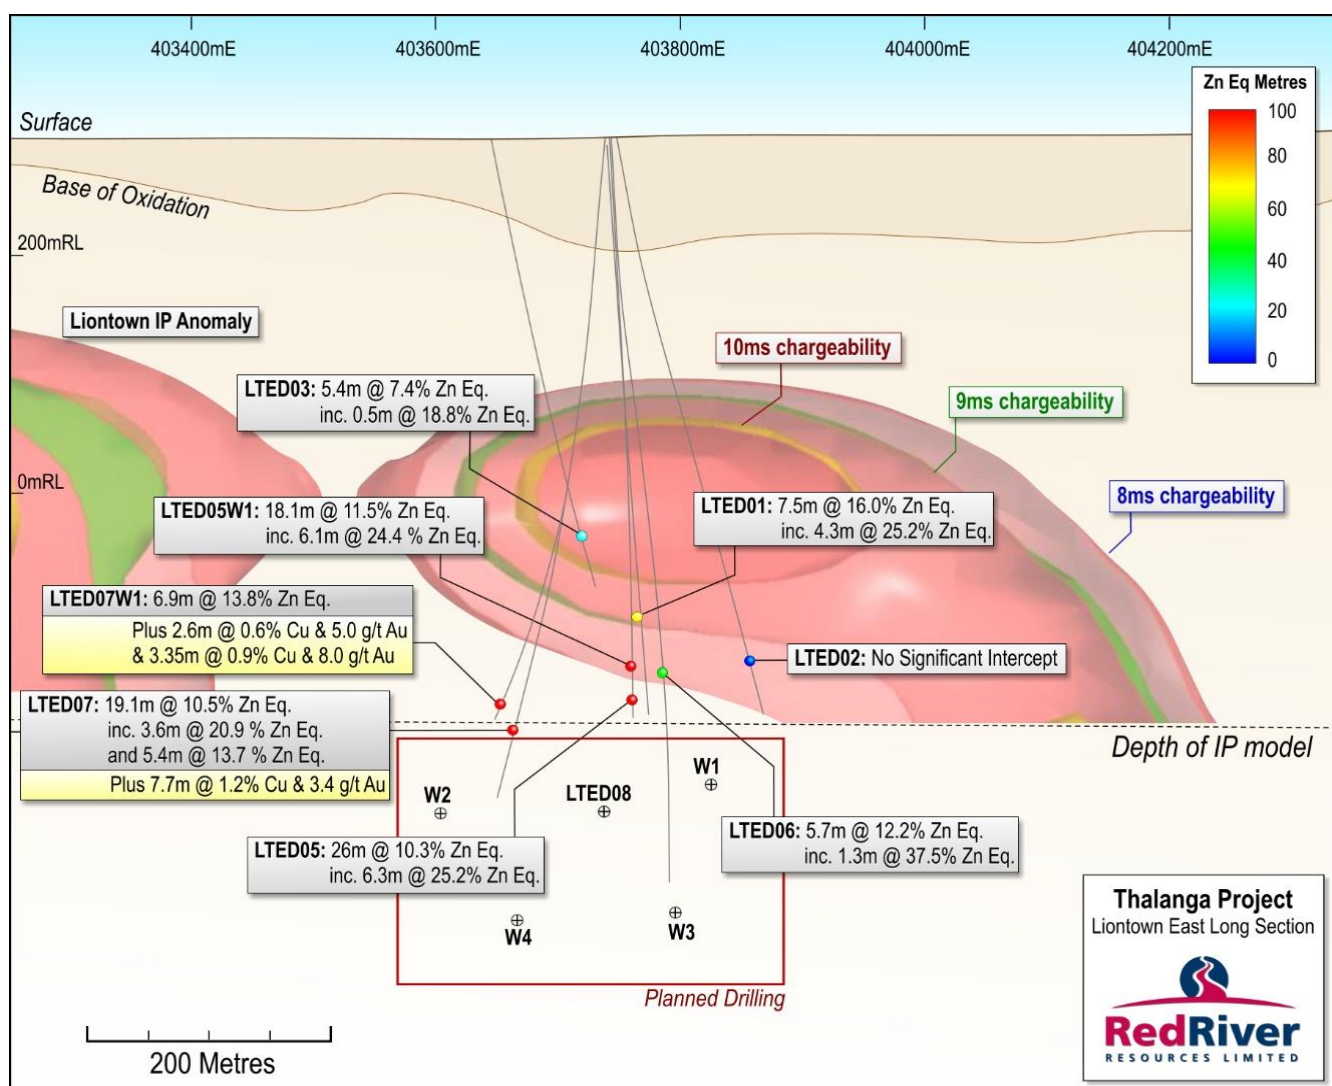 403400mE
403600mE
403800mE
404000mE
404200mE
Zn Eq Metres
100
80
60
40
20
0
Surface
Base of Oxidation
200mRL
Liontown IP Anomaly
10ms chargeability
LTED03: 5.4m @ 7.4% Zn Eq.
inc. 0.5m @ 18.8% Zn Eq.
9ms chargeability
0mRL
LTED05W1: 18.1m @ 11.5% Zn Eq.
inc. 6.1m @ 24.4 % Zn Eq.
LTED01: 7.5m @ 16.0% Zn Eq.
inc. 4.3m @ 25.2% Zn Eq.
8ms chargeability
LTED07W1: 6.9m @ 13.8% Zn Eq.
Plus 2.6m @ 0.6% Cu & 5.0 g/t Au
& 3.35m @ 0.9% Cu & 8.0 g/t Au
LTED02: No Significant Intercept
LTED07: 19.1m @ 10.5% Zn Eq.
inc. 3.6m @ 20.9 % Zn Eq.
and 5.4m @ 13.7 % Zn Eq.
Plus 7.7m @ 1.2% Cu & 3.4 g/t Au
Depth of IP model
W1
W2
LTED08
LTED05: 26m @ 10.3% Zn Eq.
inc. 6.3m @ 25.2% Zn Eq.
LTED06: 5.7m @ 12.2% Zn Eq.
inc. 1.3m @ 37.5% Zn Eq.
W4
W3
Planned Drilling
200 Metres
Thalanga Project
Liontown East Long Section
RedRiver
RESOURCES LIMITED